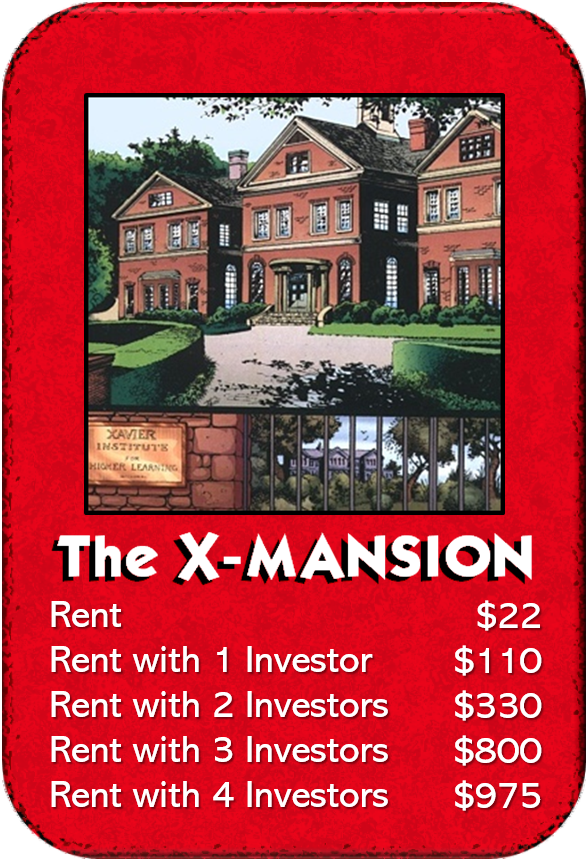 XAVIER
INSTITUTE
FOR
HIGHER LEARNING
The X-MANSION
Rent $22
Rent with 1 Investor $110
Rent with 2 Investors $330
Rent with 3 Investors $800
Rent with 4 Investors $975